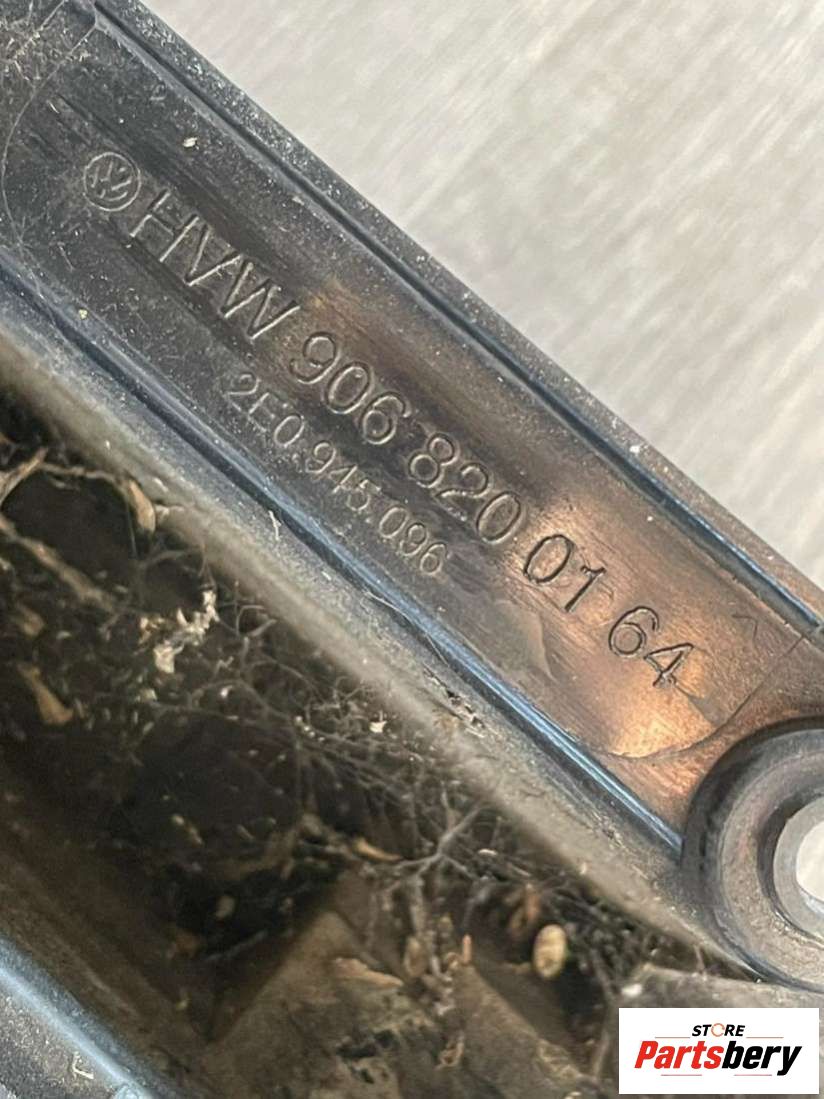 HVW 906 820 01 64
2E0.945.096
STORE
Partsbery